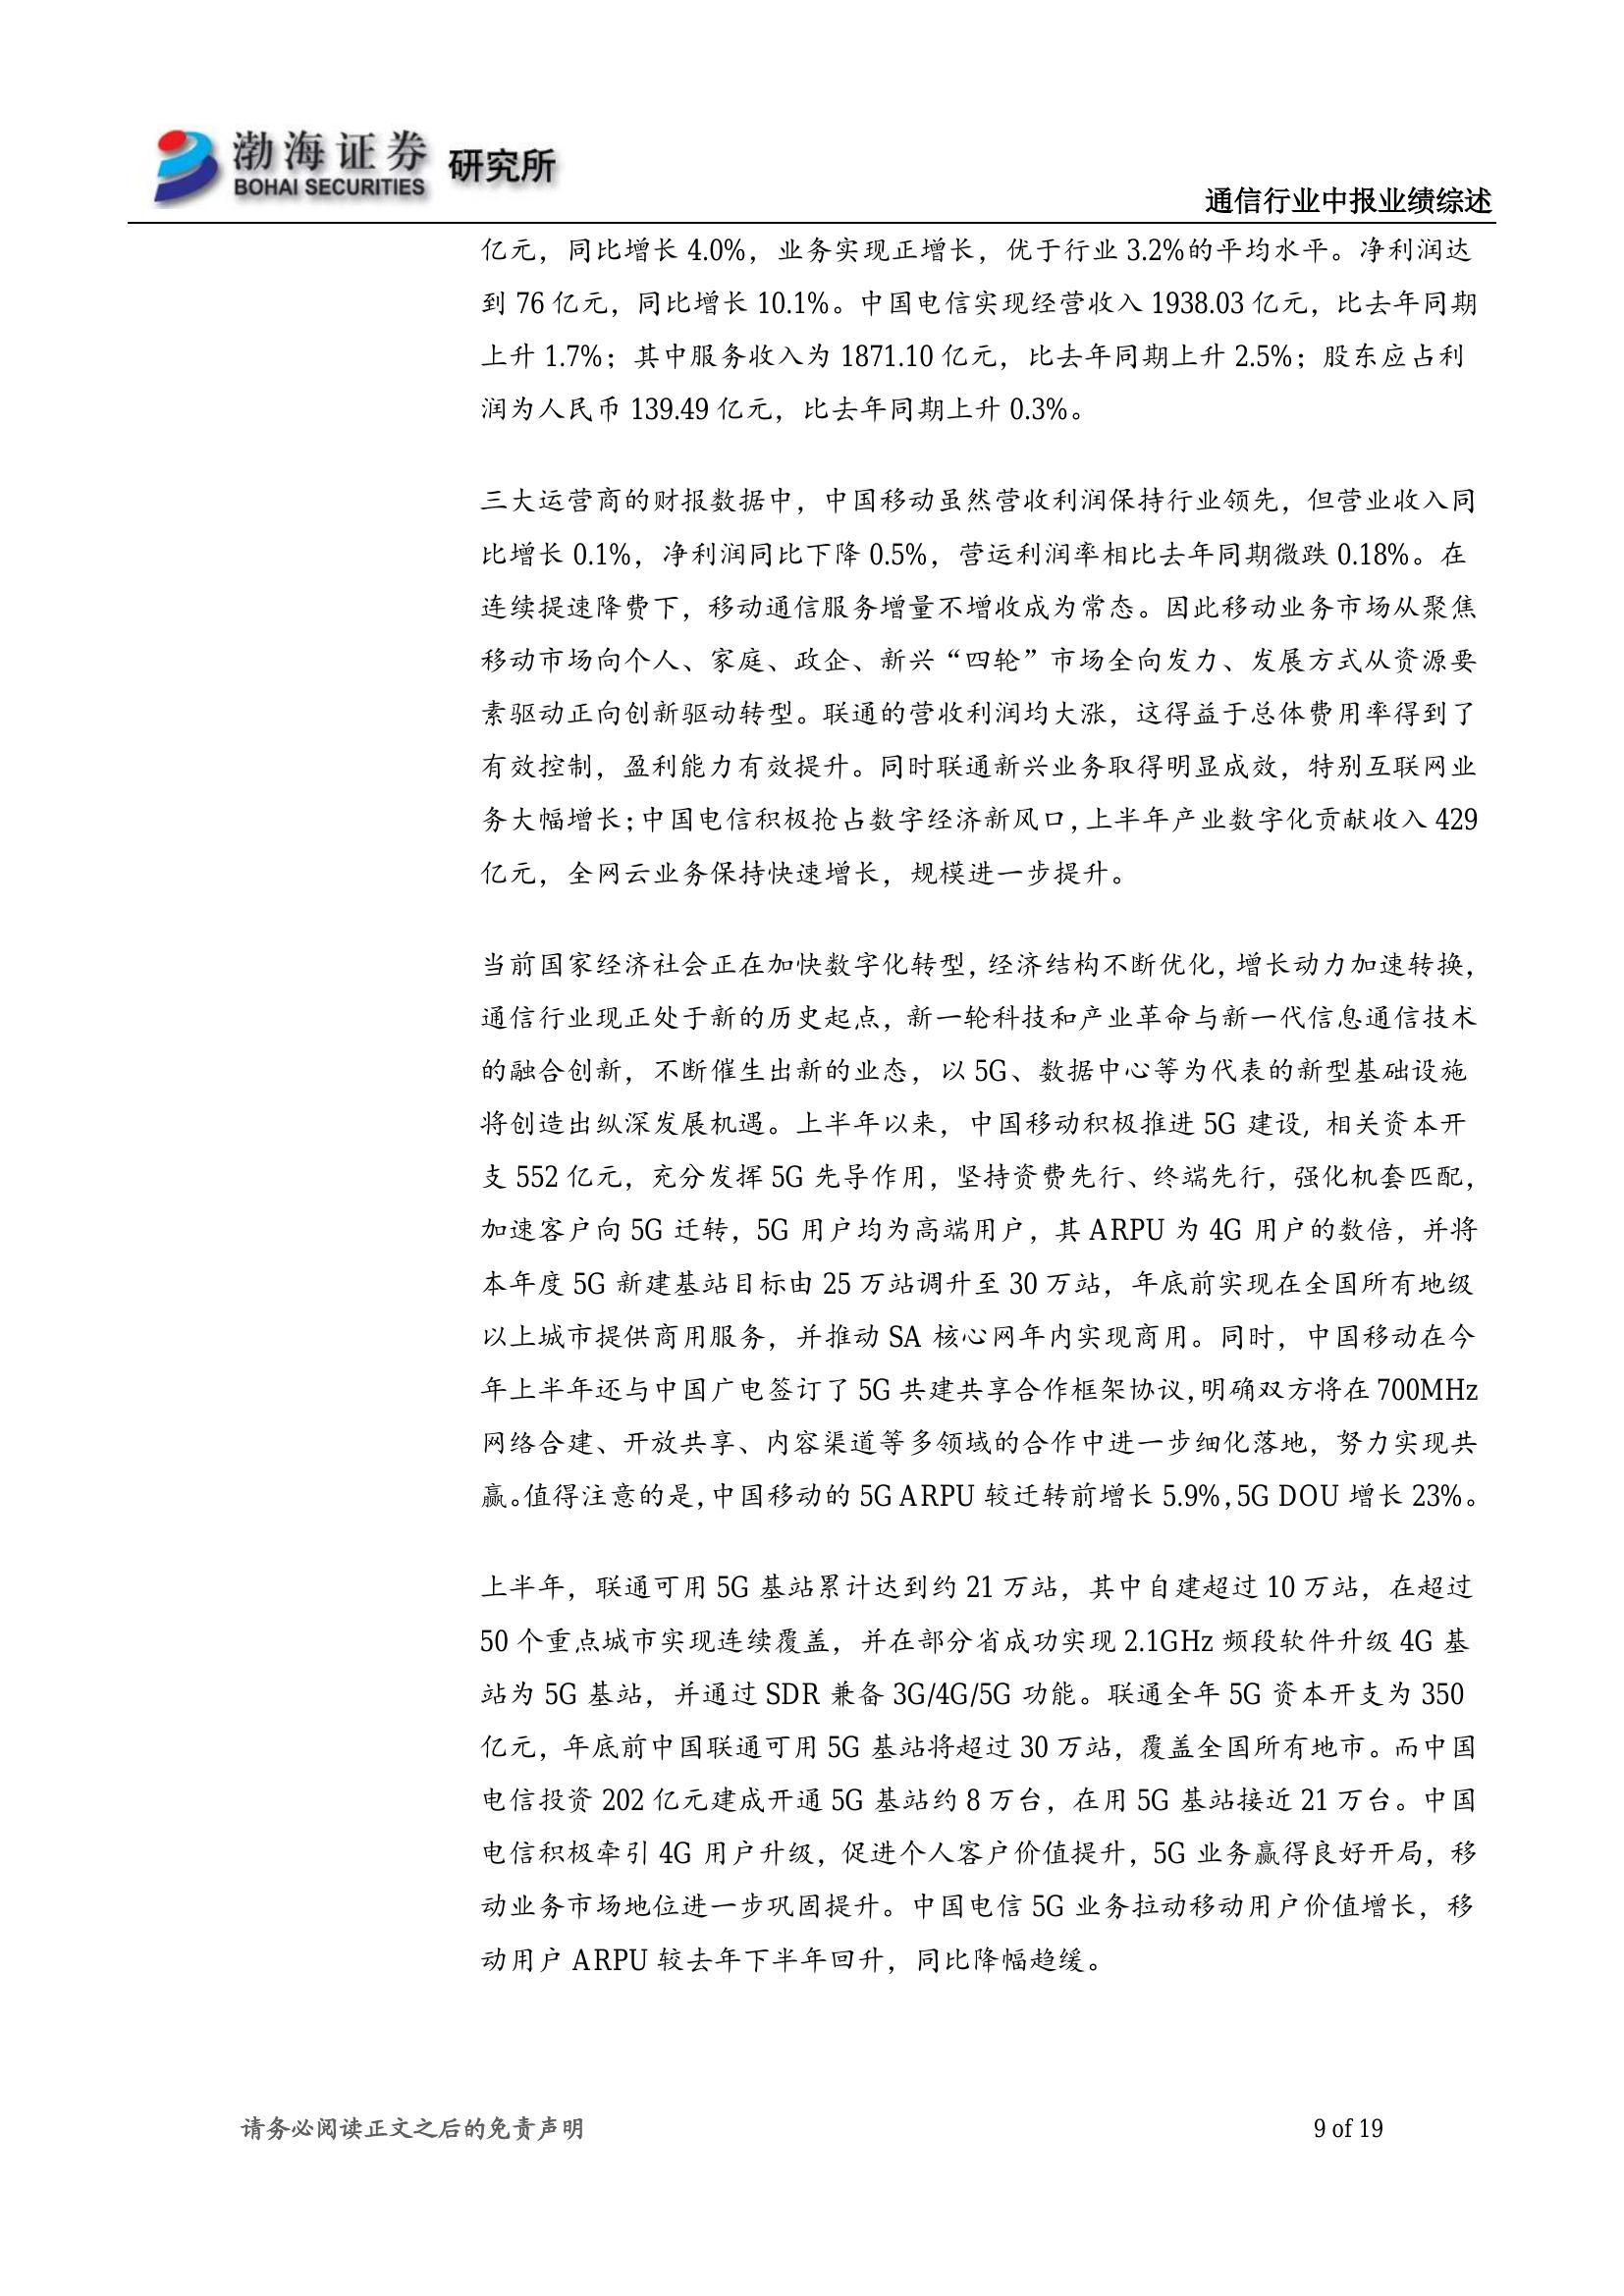 渤海证券 研究所
BOHAI SECURITIES
通信行业中报业绩综述
亿元，同比增长 4.0%，业务实现正增长，优于行业 3.2%的平均水平。净利润达
到 76 亿元，同比增长 10.1%。中国电信实现经营收入 1938.03 亿元，比去年同期
上升 1.7%；其中服务收入为 1871.10 亿元，比去年同期上升 2.5%；股东应占利
润为人民币 139.49 亿元，比去年同期上升 0.3%。
三大运营商的财报数据中，中国移动虽然营收利润保持行业领先，但营业收入同
比增长 0.1%，净利润同比下降 0.5%，营运利润率相比去年同期微跌 0.18%。在
连续提速降费下，移动通信服务增量不增收成为常态。因此移动业务市场从聚焦
移动市场向个人、家庭、政企、新兴“四轮”市场全向发力、发展方式从资源要
素驱动正向创新驱动转型。联通的营收利润均大涨，这得益于总体费用率得到了
有效控制，盈利能力有效提升。同时联通新兴业务取得明显成效，特别互联网业
务大幅增长；中国电信积极抢占数字经济新风口，上半年产业数字化贡献收入 429
亿元，全网云业务保持快速增长，规模进一步提升。
当前国家经济社会正在加快数字化转型，经济结构不断优化，增长动力加速转换，
通信行业现正处于新的历史起点，新一轮科技和产业革命与新一代信息通信技术
的融合创新，不断催生出新的业态，以 5G、数据中心等为代表的新型基础设施
将创造出纵深发展机遇。上半年以来，中国移动积极推进 5G 建设, 相关资本开
支 552 亿元，充分发挥 5G 先导作用，坚持资费先行、终端先行，强化机套匹配，
加速客户向 5G 迁转，5G 用户均为高端用户，其 ARPU 为 4G 用户的数倍，并将
本年度 5G 新建基站目标由 25 万站调升至 30 万站，年底前实现在全国所有地级
以上城市提供商用服务，并推动 SA 核心网年内实现商用。同时，中国移动在今
年上半年还与中国广电签订了 5G 共建共享合作框架协议，明确双方将在 700MHz
网络合建、开放共享、内容渠道等多领域的合作中进一步细化落地，努力实现共
赢。值得注意的是，中国移动的 5G ARPU 较迁转前增长 5.9%，5G DOU 增长 23%。
上半年，联通可用 5G 基站累计达到约 21 万站，其中自建超过 10 万站，在超过
50 个重点城市实现连续覆盖，并在部分省成功实现 2.1GHz 频段软件升级 4G 基
站为 5G 基站，并通过 SDR 兼备 3G/4G/5G 功能。联通全年 5G 资本开支为 350
亿元，年底前中国联通可用 5G 基站将超过 30 万站，覆盖全国所有地市。而中国
电信投资 202 亿元建成开通 5G 基站约 8 万台，在用 5G 基站接近 21 万台。中国
电信积极牵引 4G 用户升级，促进个人客户价值提升，5G 业务赢得良好开局，移
动业务市场地位进一步巩固提升。中国电信 5G 业务拉动移动用户价值增长，移
动用户 ARPU 较去年下半年回升，同比降幅趋缓。
请务必阅读正文之后的免责声明 9 of 19